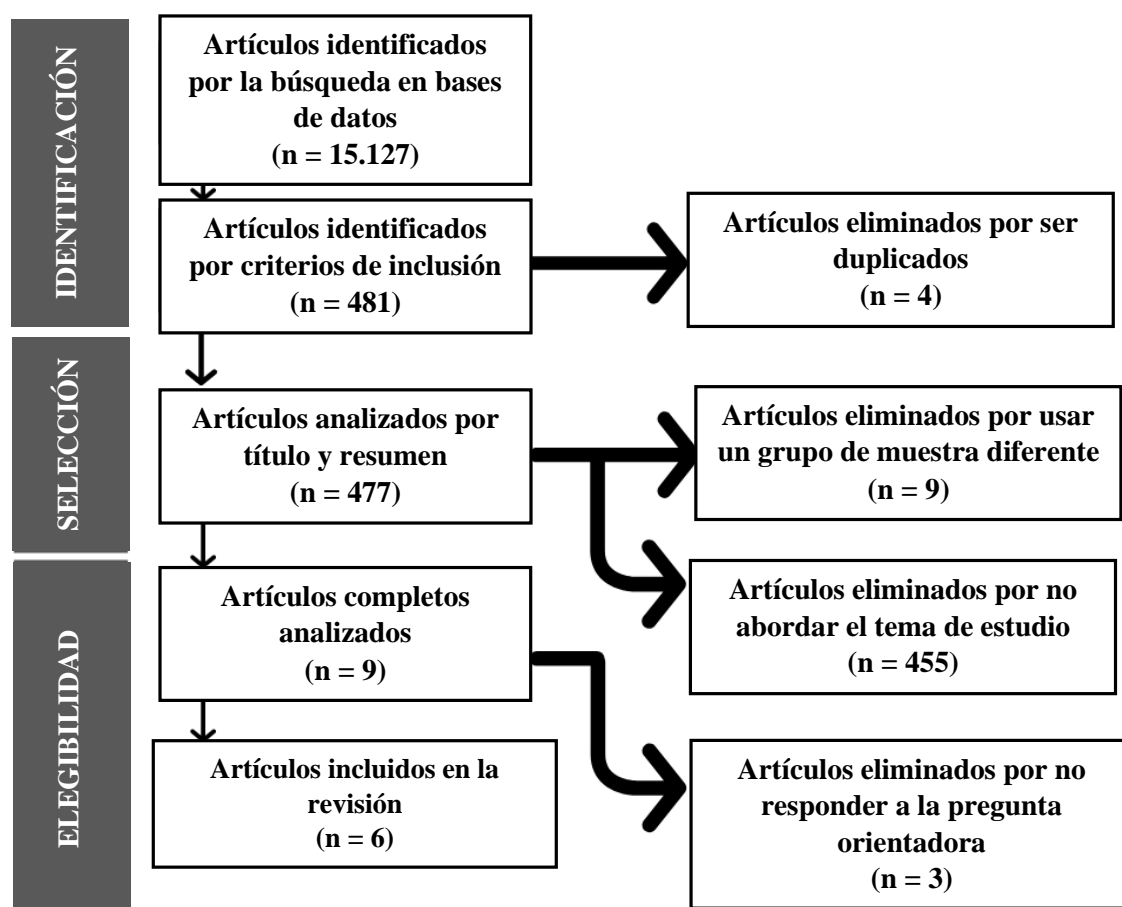 IDENTIFICACIÓN
Artículos identificados
por la búsqueda en bases
de datos
(n = 15.127)
Artículos identificados
por criterios de inclusión
(n = 481)
Artículos eliminados por ser
duplicados
(n = 4)
SELECCIÓN
Artículos analizados por
título y resumen
(n = 477)
Artículos eliminados por usar
un grupo de muestra diferente
(n = 9)
Artículos eliminados por no
abordar el tema de estudio
(n = 455)
ELEGIBILIDAD
Artículos completos
analizados
(n = 9)
Artículos eliminados por no
responder a la pregunta
orientadora
(n = 3)
Artículos incluidos en la
revisión
(n = 6)